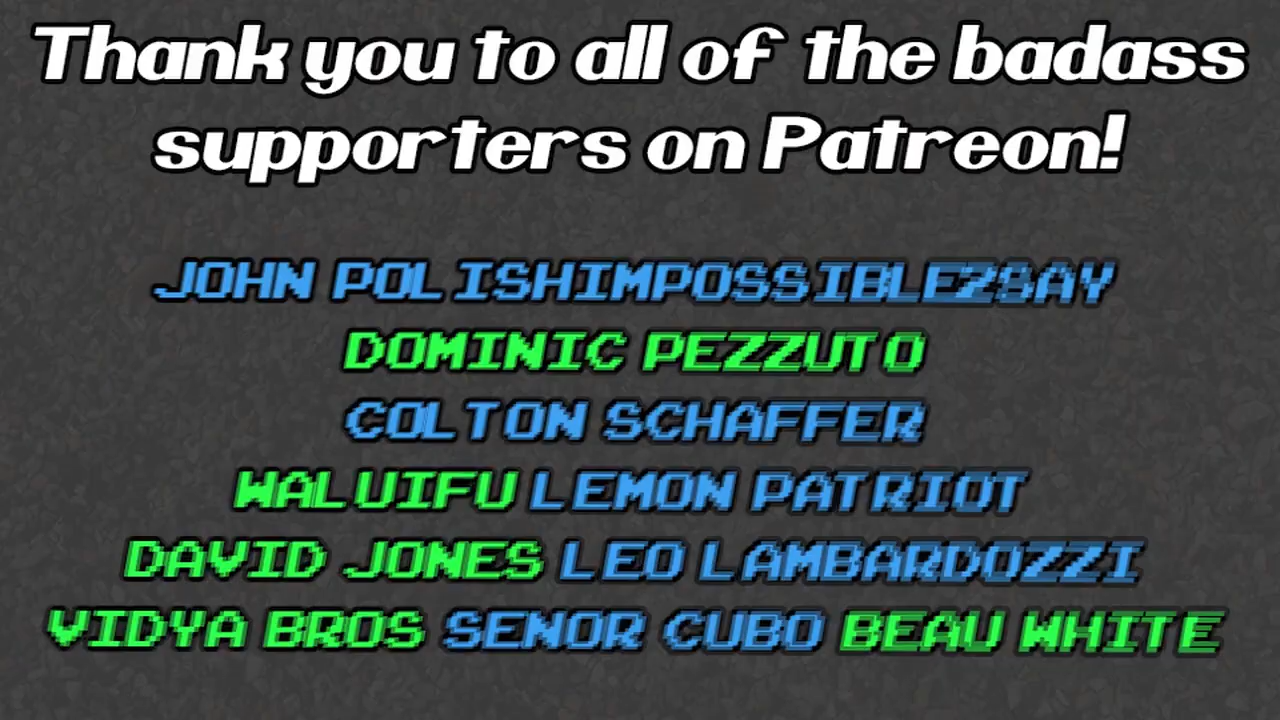 Thank you to all of the badass
supporters on Patreon!
JOHN POLISHIMPOSSIBLE2SAY
DOMINIC PEZZUTO
COLTON SCHAFFER
WALUIFU LEMON PATRIOT
DAVID JONES LEO LAMBARDOZZI
VIDYA BROS SENOR CUBO BEAU WHITE